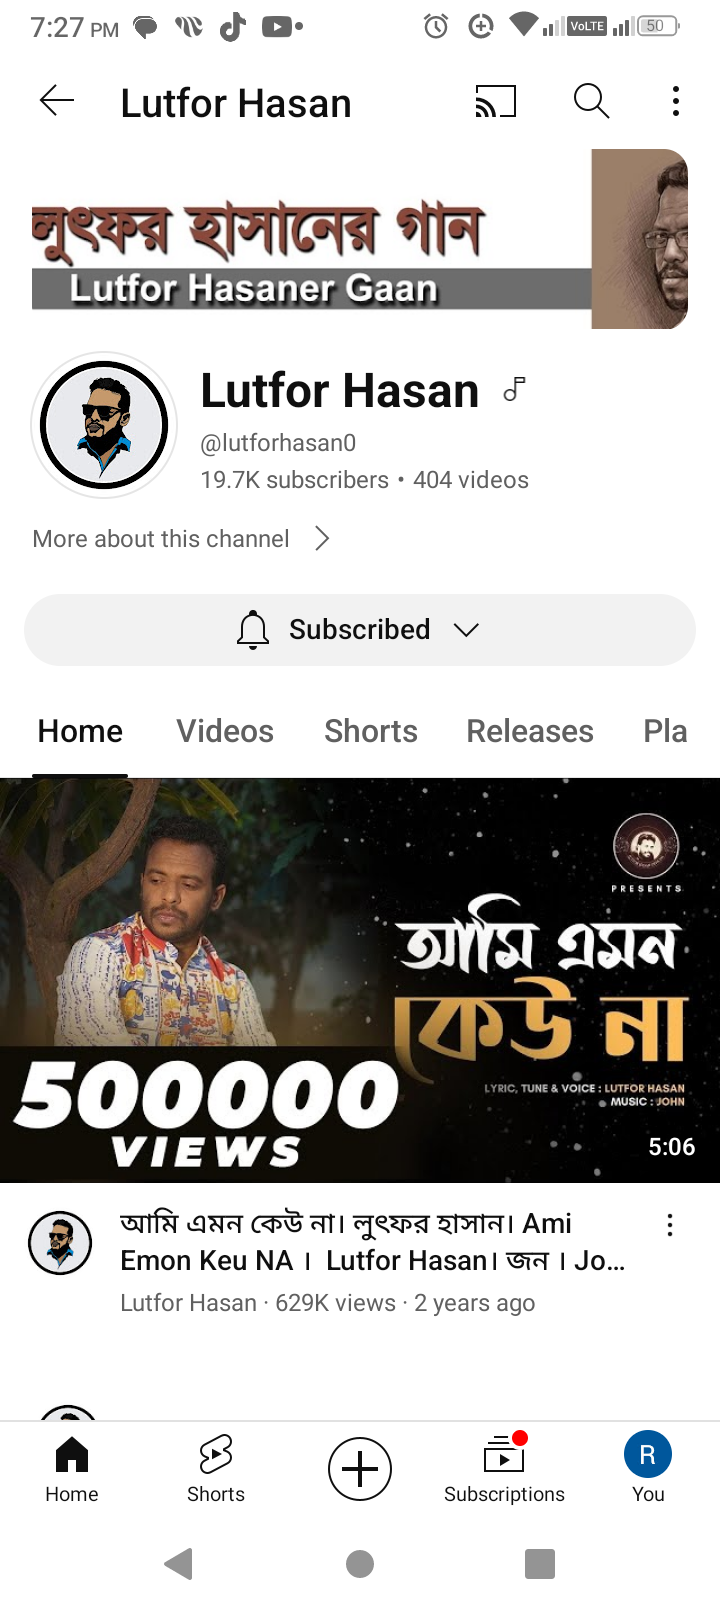 7:27 PM
VoLTE
50
Lutfor Hasan
লুৎফর হাসানের গান
Lutfor Hasaner Gaan
Lutfor Hasan
@lutforhasan0
19.7K subscribers • 404 videos
More about this channel
Subscribed
Home Videos Shorts Releases Pla
PRESENTS
আমি এমন
কেউ না
LYRIC, TUNE & VOICE : LUTFOR HASAN
MUSIC : JOHN
500000
VIEWS
5:06
আমি এমন কেউ না। লুৎফর হাসান। Ami
Emon Keu NA । Lutfor Hasan। জন । Jo...
Lutfor Hasan · 629K views · 2 years ago
Home Shorts Subscriptions R You